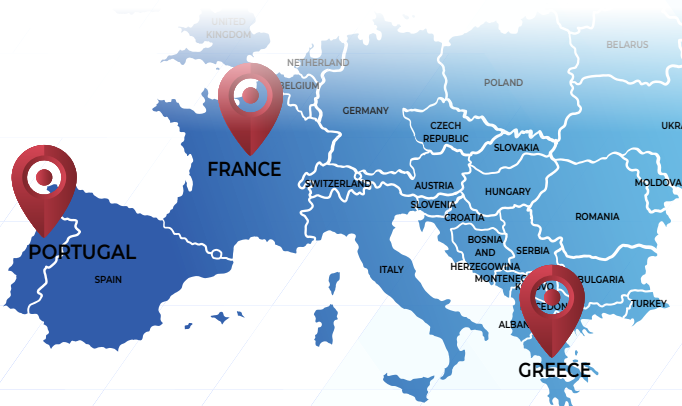 UNITED
KINGDOM
BELARUS
NETHERLAND
BELGIUM
POLAND
GERMANY
CZECH
REPUBLIC
UKRA
SLOVAKIA
FRANCE
SWITZERLAND
AUSTRIA
HUNGARY
MOLDOVA
SLOVENIA
CROATIA
ROMANIA
BOSNIA
AND
HERZEGOWINA
SERBIA
PORTUGAL
SPAIN
ITALY
MONTENEG
BULGARIA
TURKEY
ALBAN
GREECE